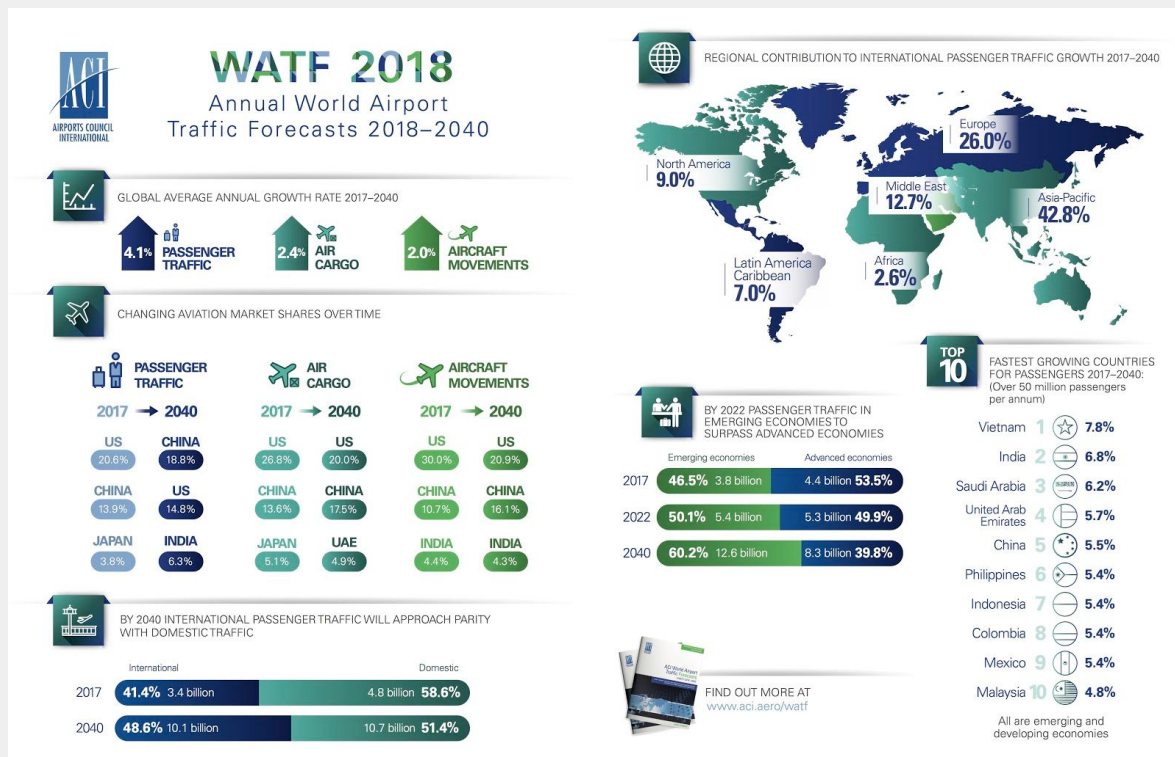 ACI
AIRPORTS COUNCIL
INTERNATIONAL
WATF 2018
Annual World Airport
Traffic Forecasts 2018–2040
GLOBAL AVERAGE ANNUAL GROWTH RATE 2017–2040
4.1% PASSENGER
TRAFFIC
2.4% AIR
CARGO
2.0% AIRCRAFT
MOVEMENTS
CHANGING AVIATION MARKET SHARES OVER TIME
PASSENGER
TRAFFIC
2017 2040
US CHINA
20.6% 18.8%
CHINA US
13.9% 14.8%
JAPAN INDIA
3.8% 6.3%
AIR
CARGO
2017 2040
US US
26.8% 20.0%
CHINA CHINA
13.6% 17.5%
JAPAN UAE
5.1% 4.9%
AIRCRAFT
MOVEMENTS
2017 2040
US US
30.0% 20.9%
CHINA CHINA
10.7% 16.1%
INDIA INDIA
4.4% 4.3%
BY 2040 INTERNATIONAL PASSENGER TRAFFIC WILL APPROACH PARITY
WITH DOMESTIC TRAFFIC
International Domestic
2017 41.4% 3.4 billion 4.8 billion 58.6%
2040 48.6% 10.1 billion 10.7 billion 51.4%
REGIONAL CONTRIBUTION TO INTERNATIONAL PASSENGER TRAFFIC GROWTH 2017–2040
Europe
26.0%
North America
9.0%
Middle East
12.7%
Asia-Pacific
42.8%
Latin America
Caribbean
7.0%
Africa
2.6%
BY 2022 PASSENGER TRAFFIC IN
EMERGING ECONOMIES TO
SURPASS ADVANCED ECONOMIES
Emerging economies Advanced economies
2017 46.5% 3.8 billion 4.4 billion 53.5%
2022 50.1% 5.4 billion 5.3 billion 49.9%
2040 60.2% 12.6 billion 8.3 billion 39.8%
TOP
10
FASTEST GROWING COUNTRIES
FOR PASSENGERS 2017–2040:
(Over 50 million passengers
per annum)
Vietnam 1 7.8%
India 2 6.8%
Saudi Arabia 3 6.2%
United Arab
Emirates 4 5.7%
China 5 5.5%
Philippines 6 5.4%
Indonesia 7 5.4%
Colombia 8 5.4%
Mexico 9 5.4%
Malaysia 10 4.8%
All are emerging and
developing economies
ACI World Airport
Traffic Forecasts
FIND OUT MORE AT
www.aci.aero/watf